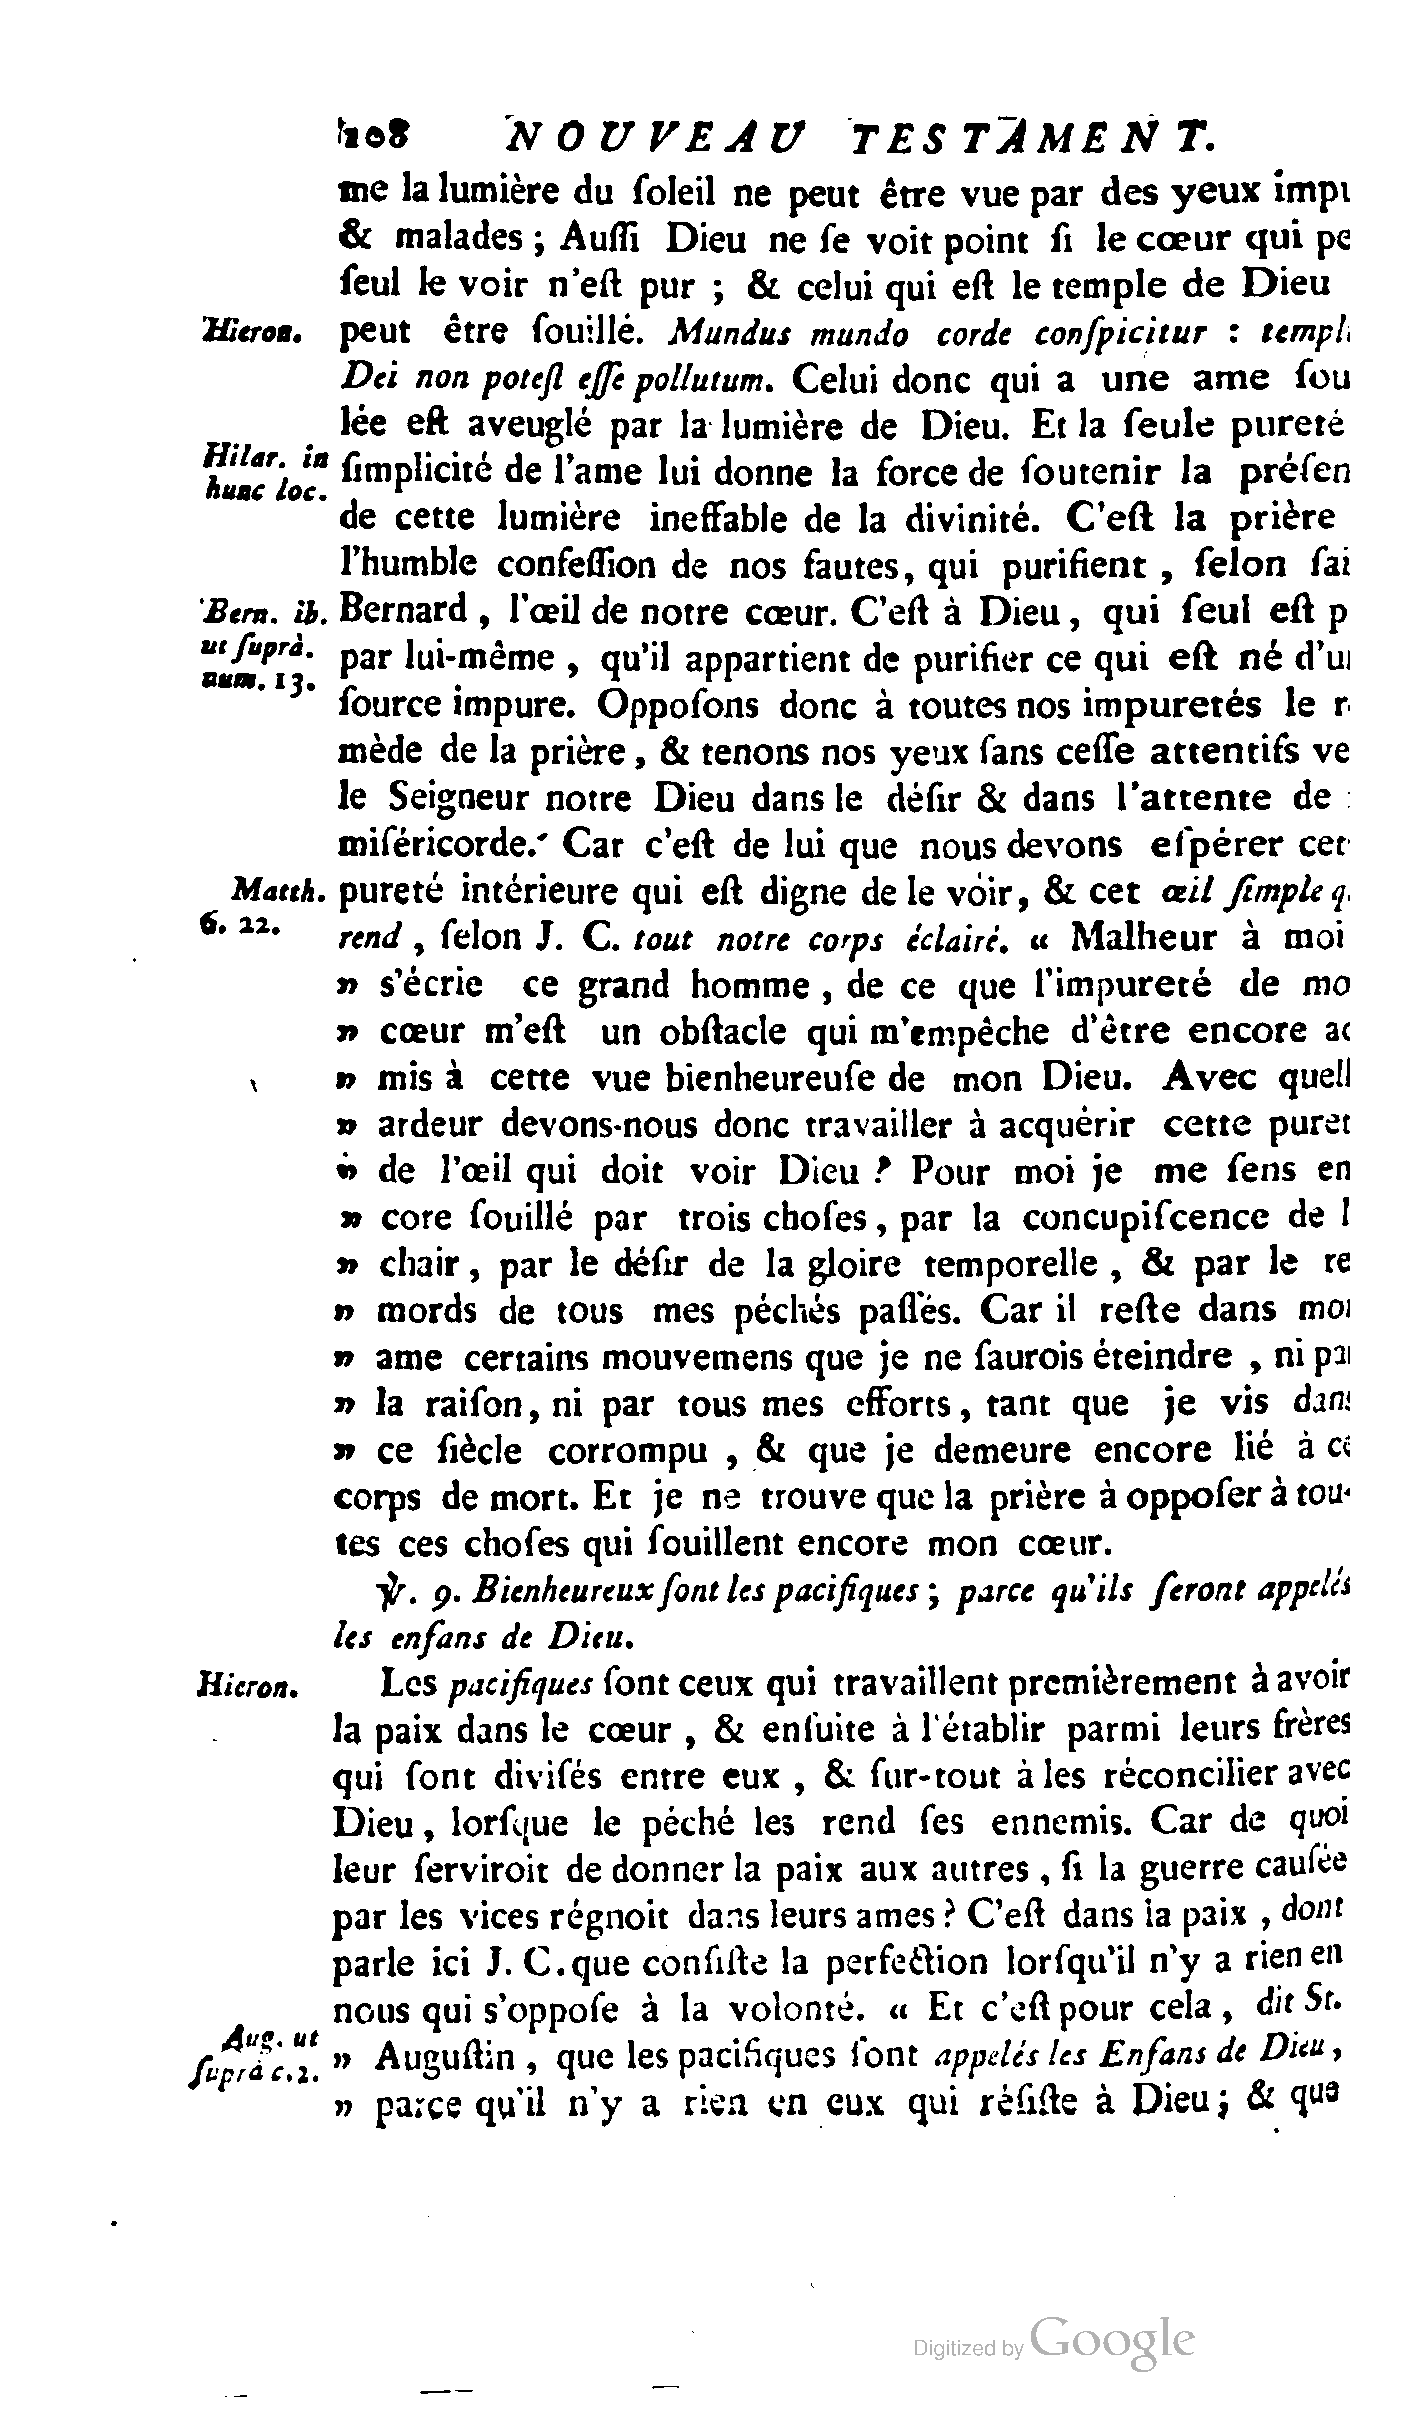 108 NOUVEAU TESTAMENT.
me la lumière du ſoleil ne peut être vue par des yeux impu
& malades ; Auſſi Dieu ne ſe voit point ſi le cœur qui pe
ſeul le voir n'eſt pur ; & celui qui eſt le temple de Dieu
Hieron. peut être ſouillé. Mundus mundo corde conſpicitur : templ
Dei non poteſt eſſe pollutum. Celui donc qui a une ame ſou
lée eſt aveuglé par la lumière de Dieu. Et la ſeule pureté
Hilar. in
hunc loc.
ſimplicité de l'ame lui donne la force de ſoutenir la préſen
de cette lumière ineffable de la divinité. C'eſt la prière
l'humble confeſſion de nos fautes, qui purifient , ſelon ſai
Bern. ib.
ut ſuprà.
num. 13.
Bernard , l'œil de notre cœur. C'eſt à Dieu, qui ſeul eſt p
par lui-même , qu'il appartient de purifier ce qui eſt né d'u
ſource impure. Oppoſons donc à toutes nos impuretés le r
mède de la prière, & tenons nos yeux ſans ceſſe attentifs ve
le Seigneur notre Dieu dans le déſir & dans l'attente de
miſéricorde. Car c'eſt de lui que nous devons eſpérer cet
Matth.
6. 22.
pureté intérieure qui eſt digne de le voir, & cet œil ſimple q
rend , ſelon J. C. tout notre corps éclairé. « Malheur à moi
» s'écrie ce grand homme , de ce que l'impureté de mo
» cœur m'eſt un obſtacle qui m'empêche d'être encore ad
» mis à cette vue bienheureuſe de mon Dieu. Avec quell
» ardeur devons-nous donc travailler à acquérir cette puret
» de l'œil qui doit voir Dieu ? Pour moi je me ſens en
» core ſouillé par trois choſes, par la concupiſcence de l
» chair, par le déſir de la gloire temporelle , & par le re
» mords de tous mes péchés paſſés. Car il reſte dans mon
» ame certains mouvemens que je ne ſaurois éteindre , ni par
» la raiſon, ni par tous mes efforts, tant que je vis dans
» ce ſiècle corrompu , & que je demeure encore lié à ce
corps de mort. Et je ne trouve que la prière à oppoſer à tou-
tes ces choſes qui ſouillent encore mon cœur.
℣. 9. Bienheureux ſont les pacifiques ; parce qu'ils ſeront appelés
les enfans de Dieu.
Hieron. Les pacifiques ſont ceux qui travaillent premièrement à avoir
la paix dans le cœur , & enſuite à l'établir parmi leurs frères
qui ſont diviſés entre eux , & ſur-tout à les réconcilier avec
Dieu, lorſque le péché les rend ſes ennemis. Car de quoi
leur ſerviroit de donner la paix aux autres, ſi la guerre cauſée
par les vices régnoit dans leurs ames ? C'eſt dans la paix , dont
parle ici J. C. que conſiſte la perfection lorſqu'il n'y a rien en
nous qui s'oppoſe à la volonté. « Et c'eſt pour cela, dit St.
Aug. ut
ſuprà c. 2.
» Auguſtin , que les pacifiques ſont appelés les Enfans de Dieu,
» parce qu'il n'y a rien en eux qui réſiſte à Dieu; & que
Digitized by Google